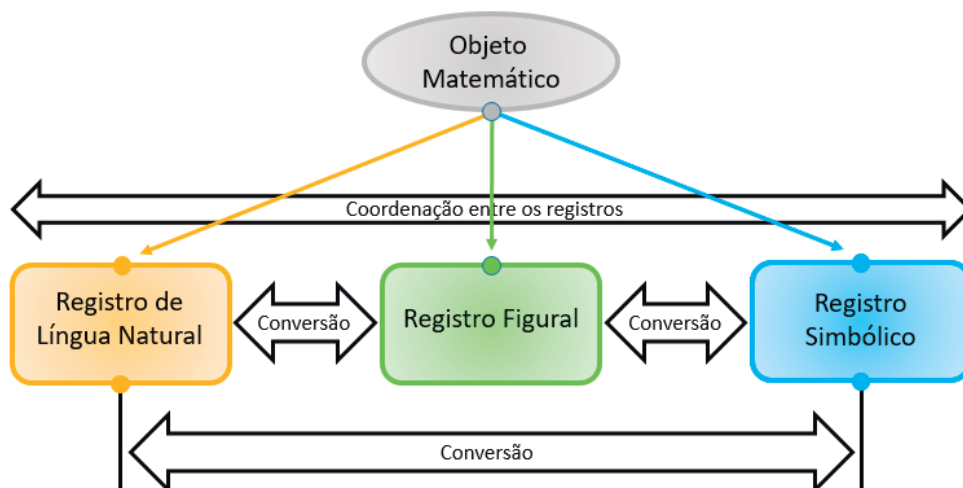 Objeto
Matemático
Coordenação entre os registros
Registro de
Língua Natural
Conversão
Registro Figural
Conversão
Registro
Simbólico
Conversão